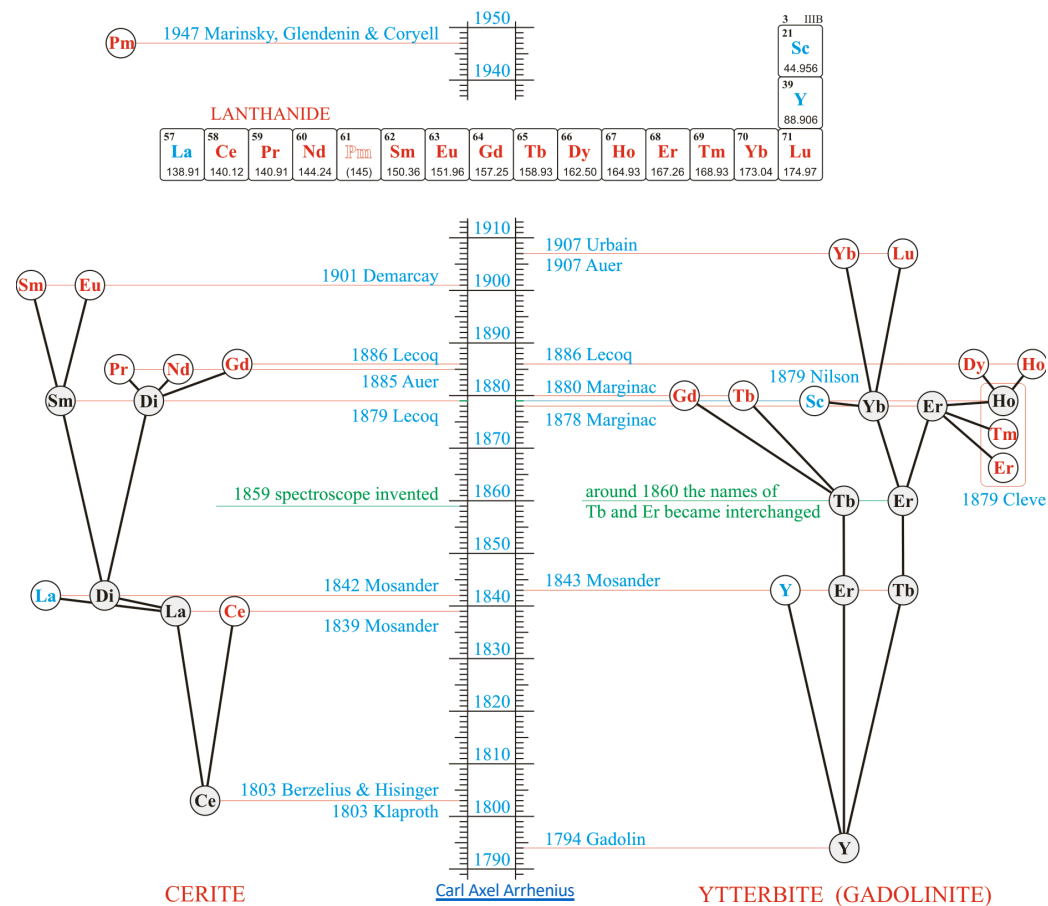 1950
3 IIIB
1947 Marinsky, Glendenin & Coryell
Pm
21
Sc
44.956
1940
39
Y
88.906
LANTHANIDE
57 58 59 60 61 62 63 64 65 66 67 68 69 70 71
La Ce Pr Nd Pm Sm Eu Gd Tb Dy Ho Er Tm Yb Lu
138.91 140.12 140.91 144.24 (145) 150.36 151.96 157.25 158.93 162.50 164.93 167.26 168.93 173.04 174.97
1910
1907 Urbain
Yb Lu
1907 Auer
Sm Eu
1901 Demarcay
1900
1890
1886 Lecoq
1886 Lecoq
Pr Nd Gd
Dy Ho
1885 Auer
1880
1880 Marginac
1879 Nilson
Sm Di
Gd Tb Sc Yb Er Ho
1879 Lecoq
1878 Marginac
1870
Tm
Er
1879 Cleve
1859 spectroscope invented
1860
around 1860 the names of
Tb and Er became interchanged
Tb Er
1850
1842 Mosander
1843 Mosander
La Di
Y Er Tb
1840
La Ce
1839 Mosander
1830
1820
1810
1803 Berzelius & Hisinger
Ce
1803 Klaproth
1800
1794 Gadolin
Y
1790
CERITE
Carl Axel Arrhenius
YTTERBITE (GADOLINITE)